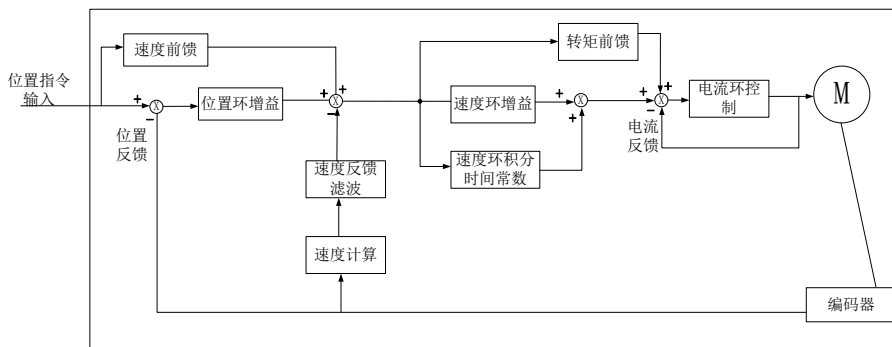 速度前馈
转矩前馈
位置指令
输入
+
-
位置
反馈
位置环增益
+
+
-
速度环增益
+
+
电流
反馈
-
+
-
电流环控
制
M
速度环积分
时间常数
速度反馈
滤波
速度计算
编码器